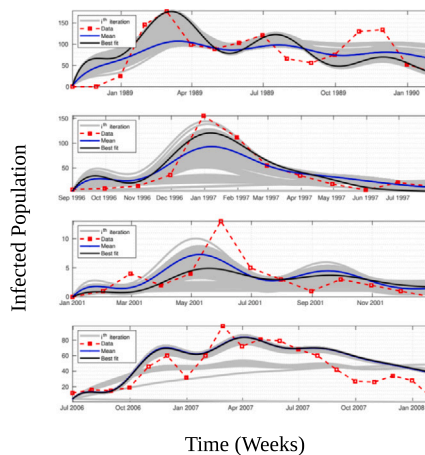 150
100
50
Jan 1989 Apr 1989 Jul 1989 Oct 1989 Jan 1990
i th iteration
Data
Mean
Best fit
150
100
50
Sep 1996 Oct 1996 Nov 1996 Dec 1996 Jan 1997 Feb 1997 Mar 1997 Apr 1997 May 1997 Jun 1997 Jul 1997
i th iteration
Data
Mean
Best fit
10
5
0
Jan 2001 Mar 2001 May 2001 Jul 2001 Sep 2001 Nov 2001
i th iteration
Data
Mean
Best fit
80
60
40
20
Jul 2006 Oct 2006 Jan 2007 Apr 2007 Jul 2007 Oct 2007 Jan 2008
i th iteration
Data
Mean
Best fit
Infected Population
Time (Weeks)